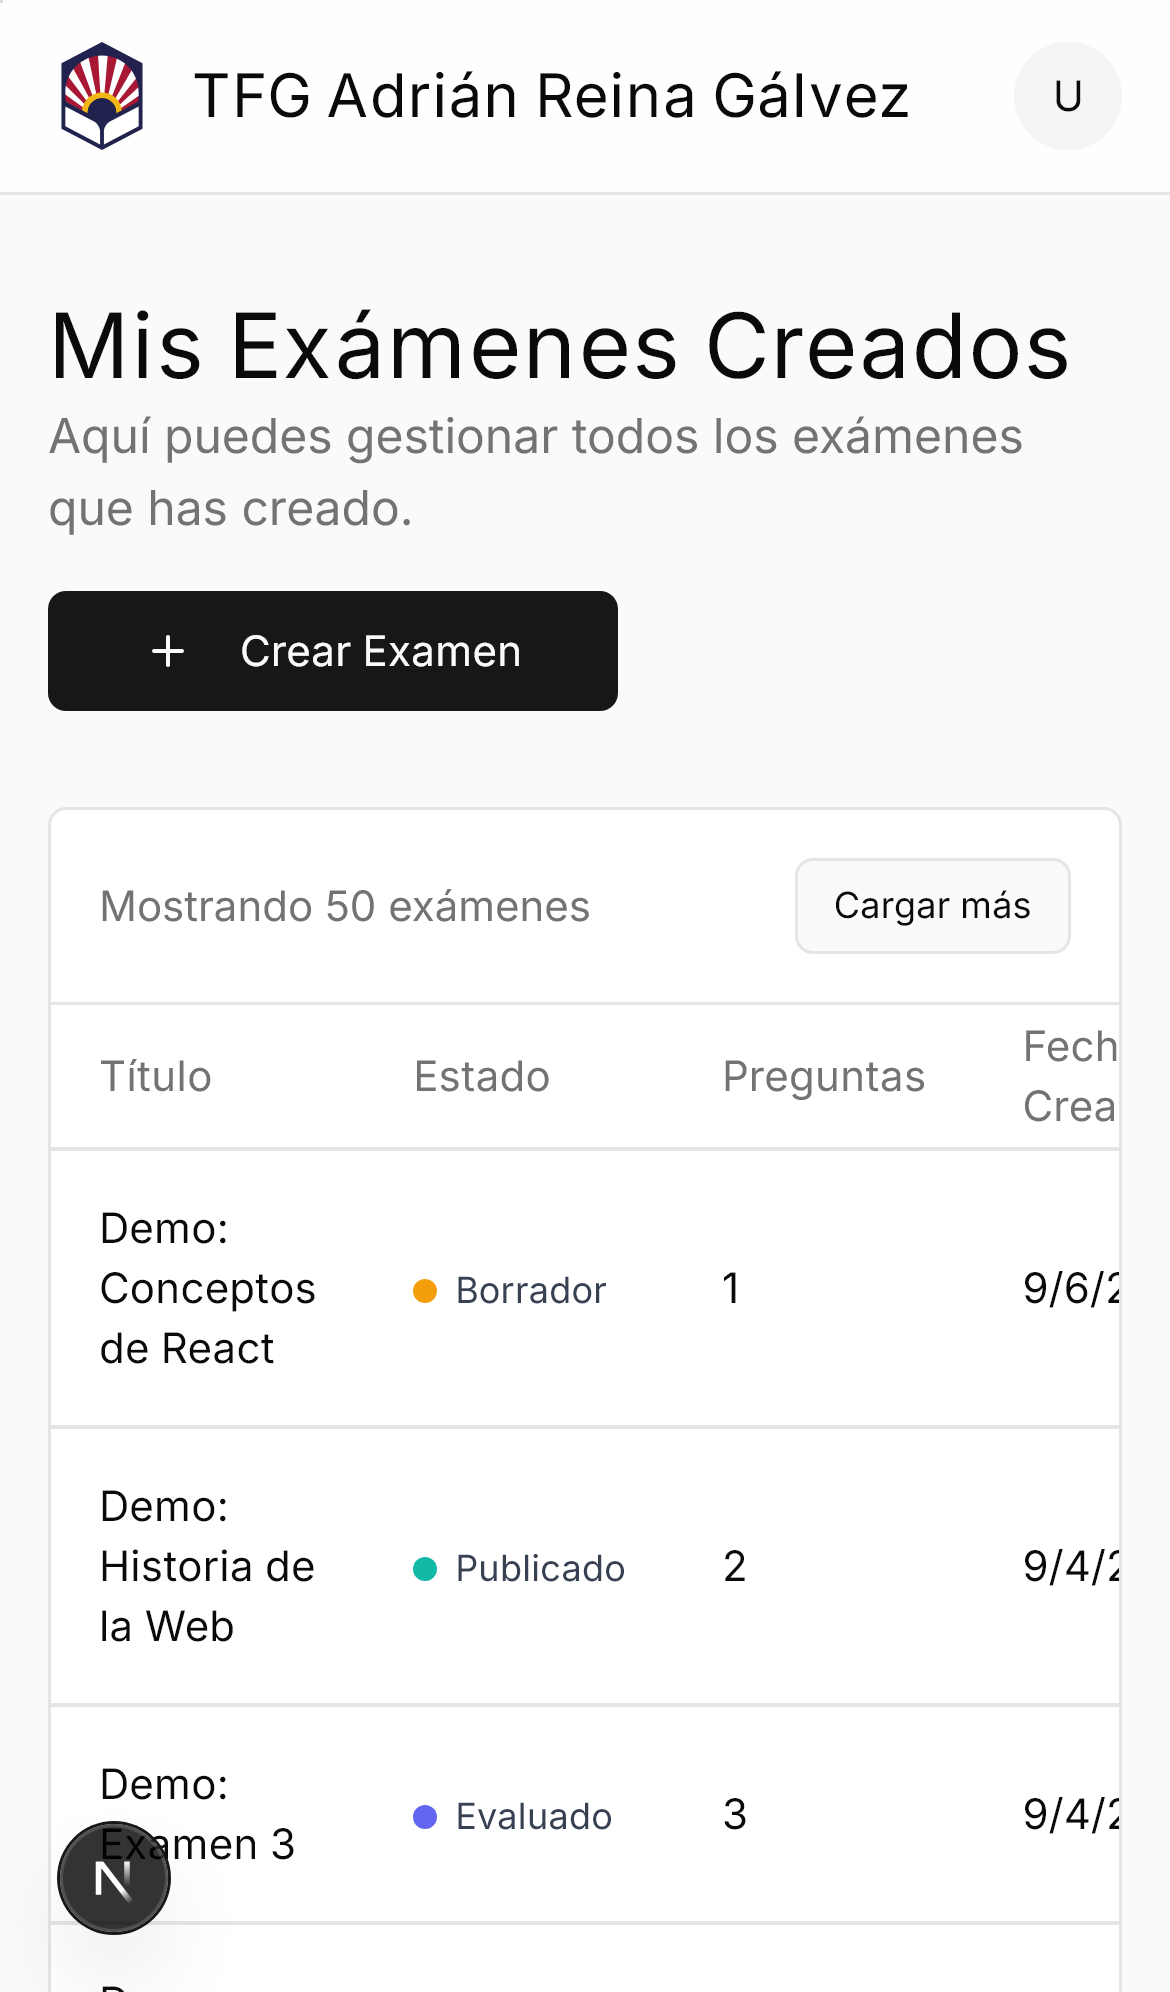 TFG Adrián Reina Gálvez
U
Mis Exámenes Creados
Aquí puedes gestionar todos los exámenes
que has creado.
+ Crear Examen
Mostrando 50 exámenes
Cargar más
Título Estado Preguntas Fech
Crea
Demo:
Conceptos
de React
Borrador 1 9/6/2
Demo:
Historia de
la Web
Publicado 2 9/4/2
Demo:
Examen 3
Evaluado 3 9/4/2
N